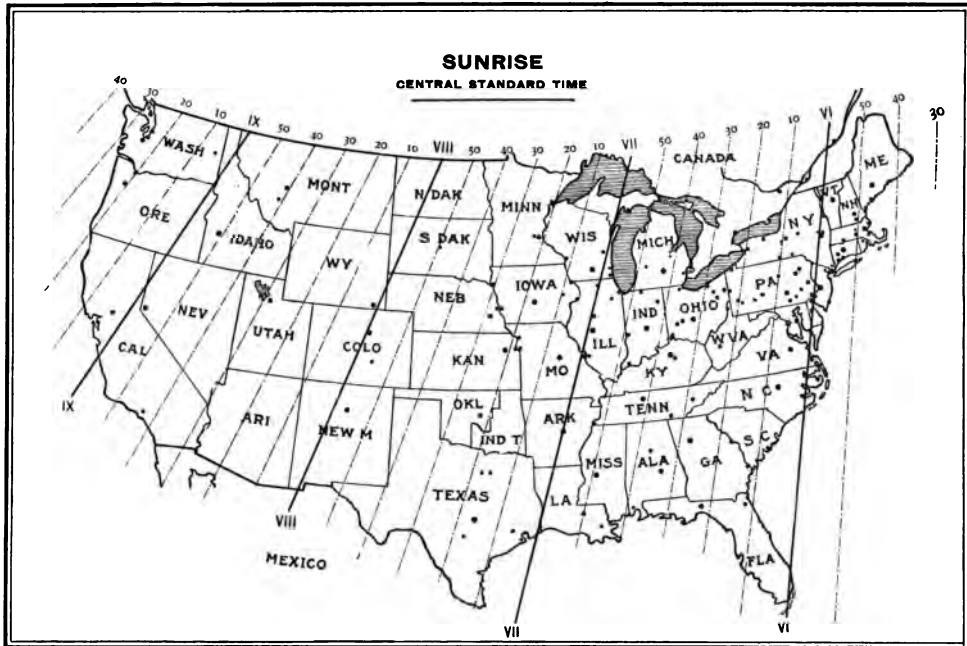 SUNRISE
CENTRAL STANDARD TIME
40 30 20 10 IX 50 40 30 20 10 VIII 50 40 30 20 10 VII 50 40 30 20 10 VI 50 40
30
CANADA
WASH
MONT
N DAK
MINN
ME
VT
NH
ORE
IDAHO
S DAK
WIS
MICH
N Y
WY
IOWA
PA
NEB
NEV
UTAH
COLO
ILL
IND
OHIO
W VA
CAL
KAN
MO
KY
VA
IX
ARI
NEW M
OKL
IND T
ARK
TENN
N C
S C
TEXAS
MISS
ALA
GA
LA
VIII
MEXICO
FLA
VII
VI